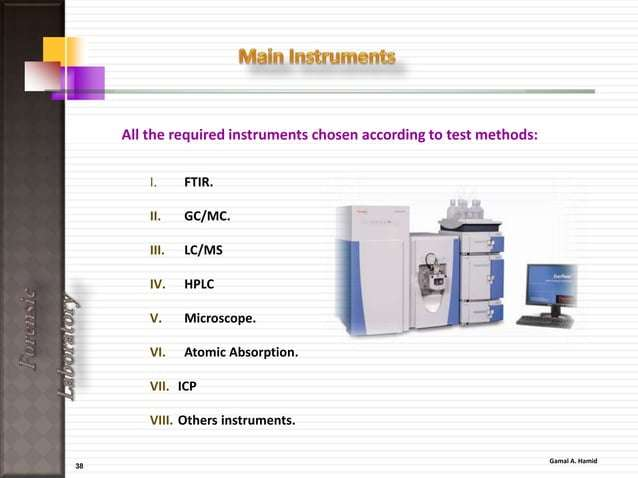 Main Instruments
All the required instruments chosen according to test methods:
I. FTIR.
II. GC/MC.
III. LC/MS
IV. HPLC
V. Microscope.
VI. Atomic Absorption.
VII. ICP
VIII. Others instruments.
Forensic
Laboratory
38
Gamal A. Hamid